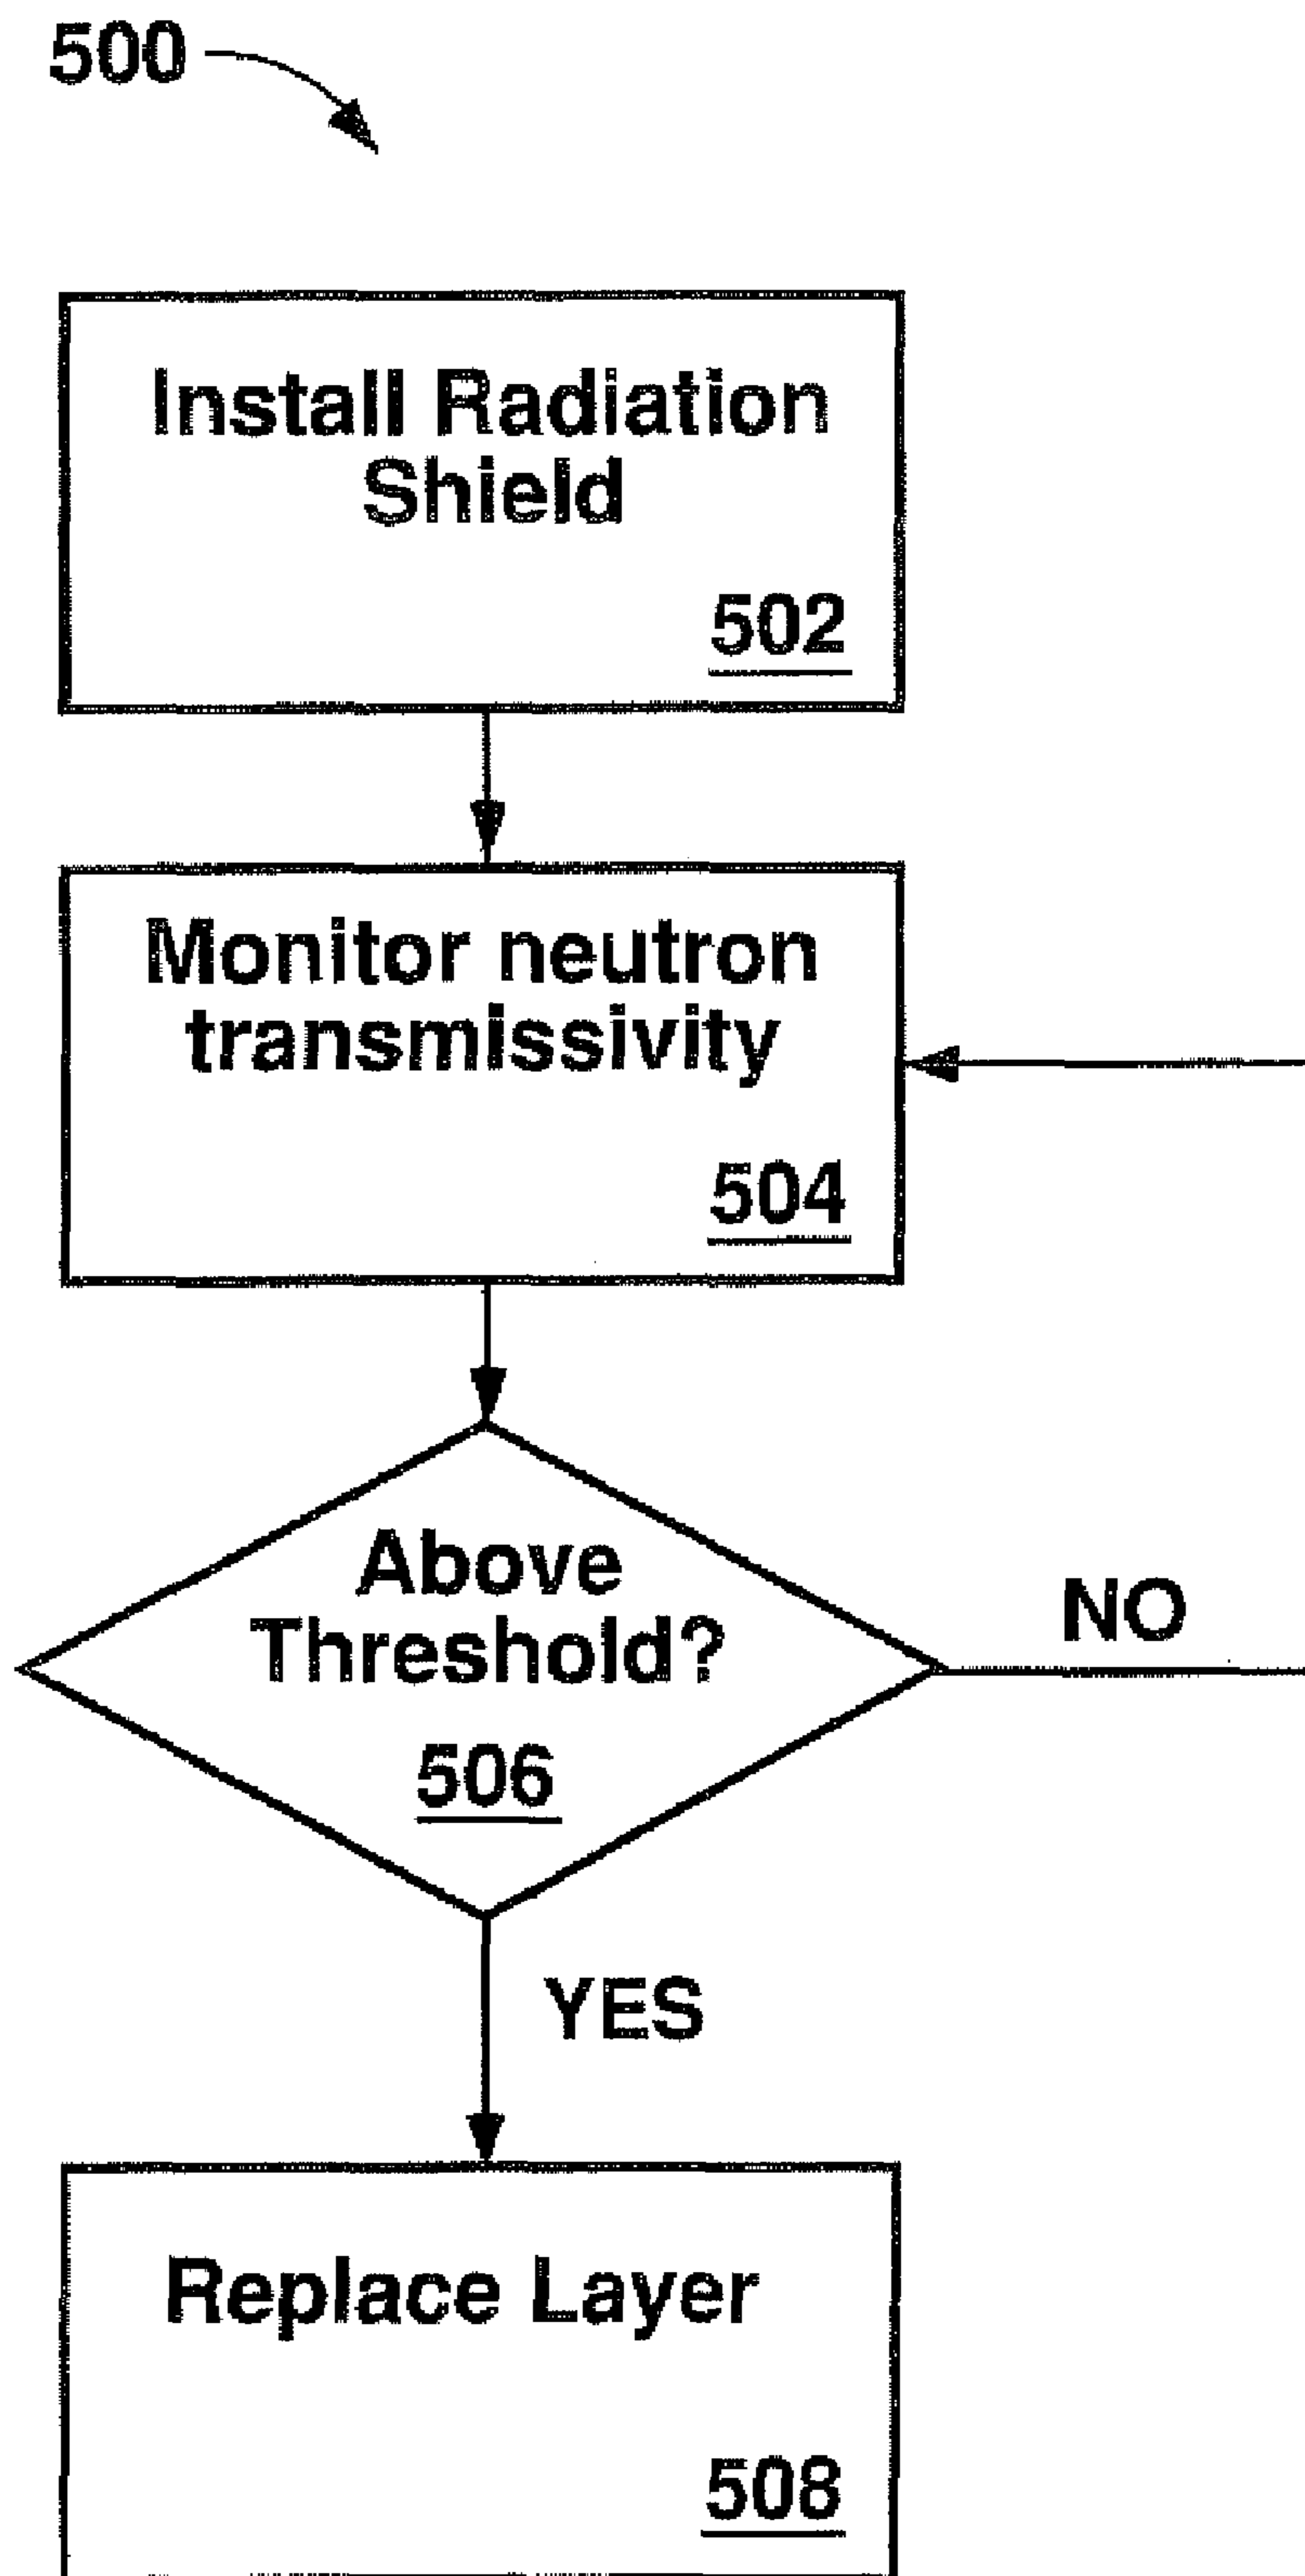 500
Install Radiation
Shield
502
Monitor neutron
transmissivity
504
Above
Threshold?
506
NO
YES
Replace Layer
508